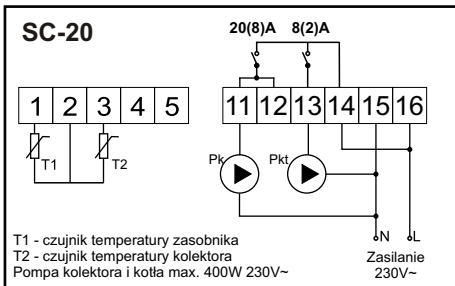 SC-20
20(8)A 8(2)A
1 2 3 4 5
11 12 13 14 15 16
T1 T2
Pk Pkt
N L
Zasilanie
230V~
T1 - czujnik temperatury zasobnika
T2 - czujnik temperatury kolektora
Pompa kolektora i kotła max. 400W 230V~